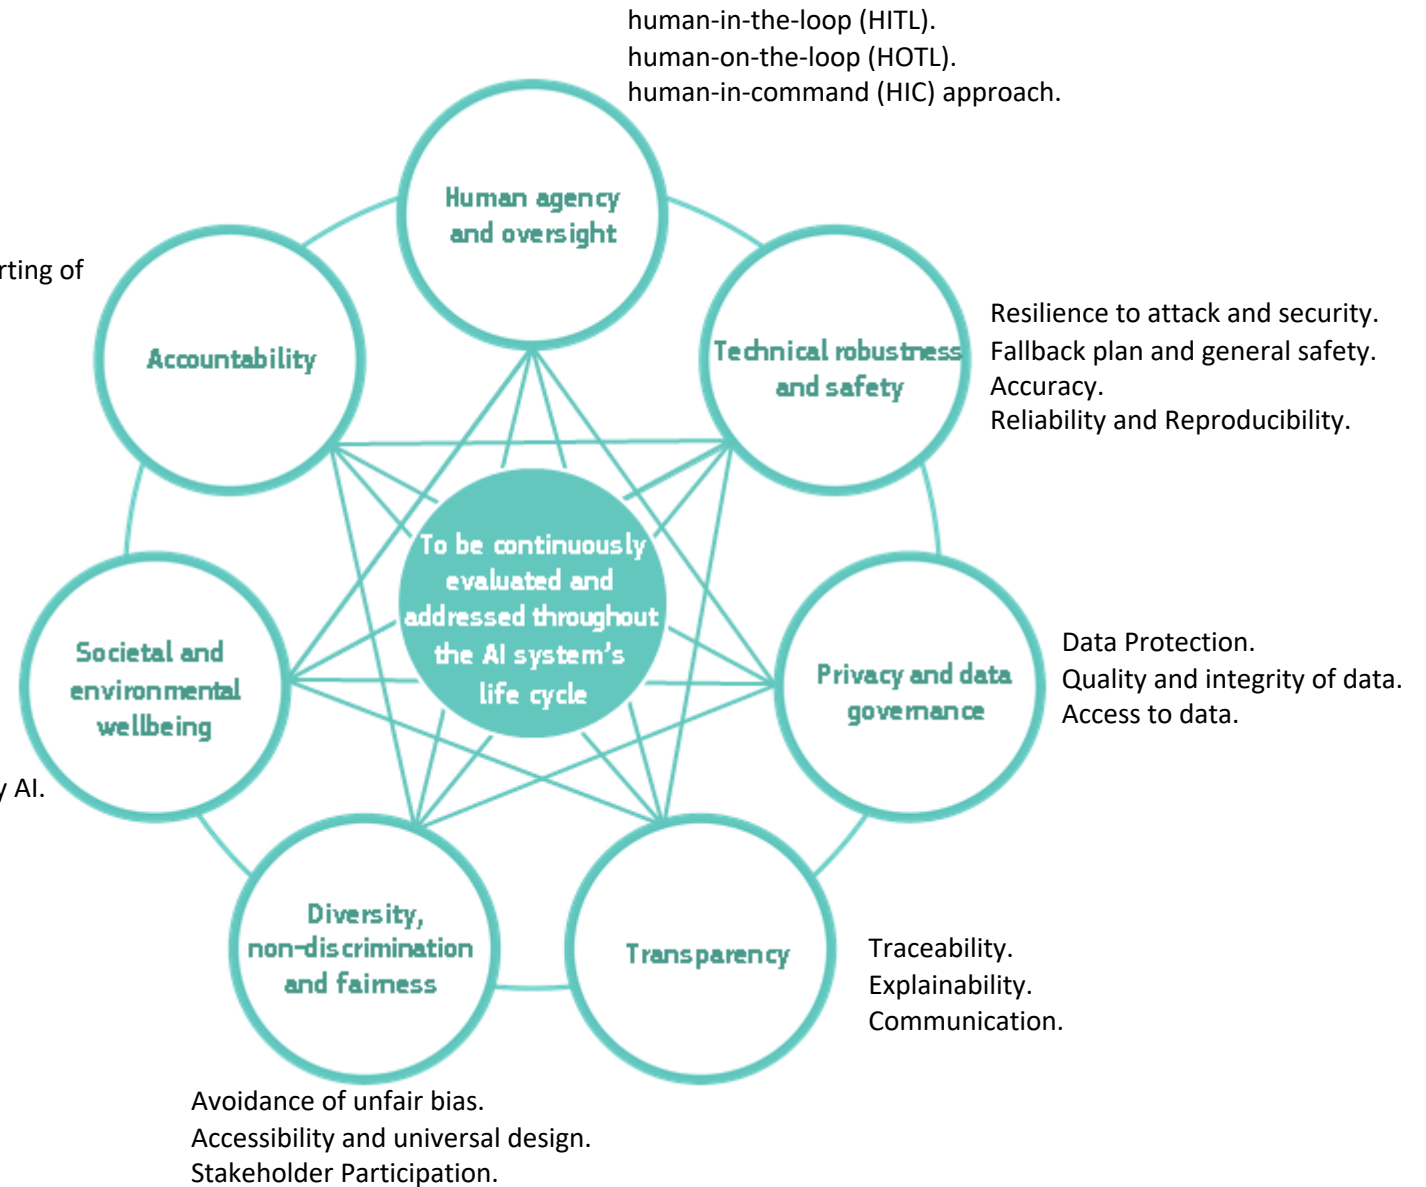 human-in-the-loop (HITL).
human-on-the-loop (HOTL).
human-in-command (HIC) approach.
Human agency
and oversight
rting of
Accountability
Technical robustness
and safety
Resilience to attack and security.
Fallback plan and general safety.
Accuracy.
Reliability and Reproducibility.
To be continuously
evaluated and
addressed throughout
the AI system's
life cycle
Societal and
environmental
wellbeing
y AI.
Privacy and data
governance
Data Protection.
Quality and integrity of data.
Access to data.
Diversity,
non-discrimination
and fairness
Transparency
Traceability.
Explainability.
Communication.
Avoidance of unfair bias.
Accessibility and universal design.
Stakeholder Participation.